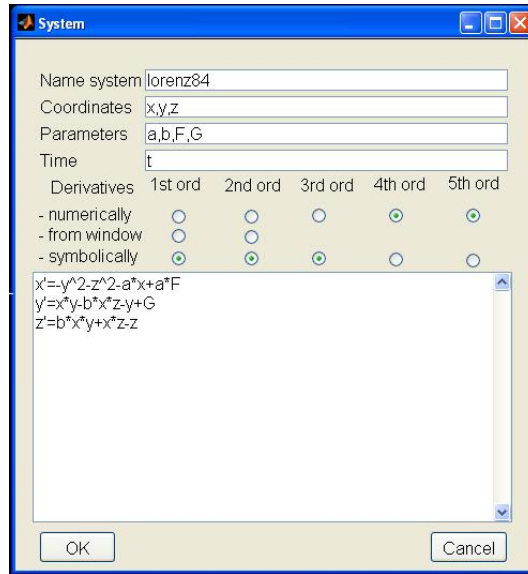 System
Name system lorenz84
Coordinates x,y,z
Parameters a,b,F,G
Time t
Derivatives 1st ord 2nd ord 3rd ord 4th ord 5th ord
- numerically
- from window
- symbolically
x'=-y^2-z^2-a*x+a*F
y'=x*y-b*x*z-y+G
z'=b*x*y+x*z-z
OK Cancel